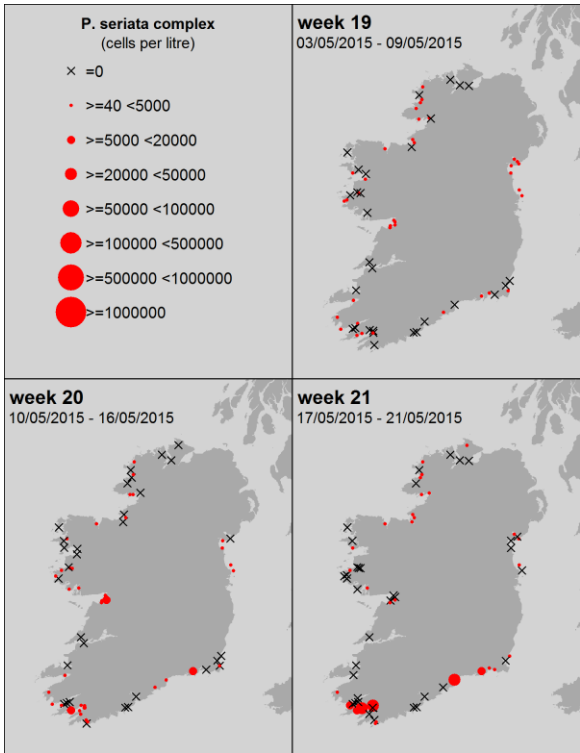 P. seriata complex
(cells per litre)
=0
>=40 <5000
>=5000 <20000
>=20000 <50000
>=50000 <100000
>=100000 <500000
>=500000 <1000000
>=1000000
week 19
03/05/2015 - 09/05/2015
week 20
10/05/2015 - 16/05/2015
week 21
17/05/2015 - 21/05/2015